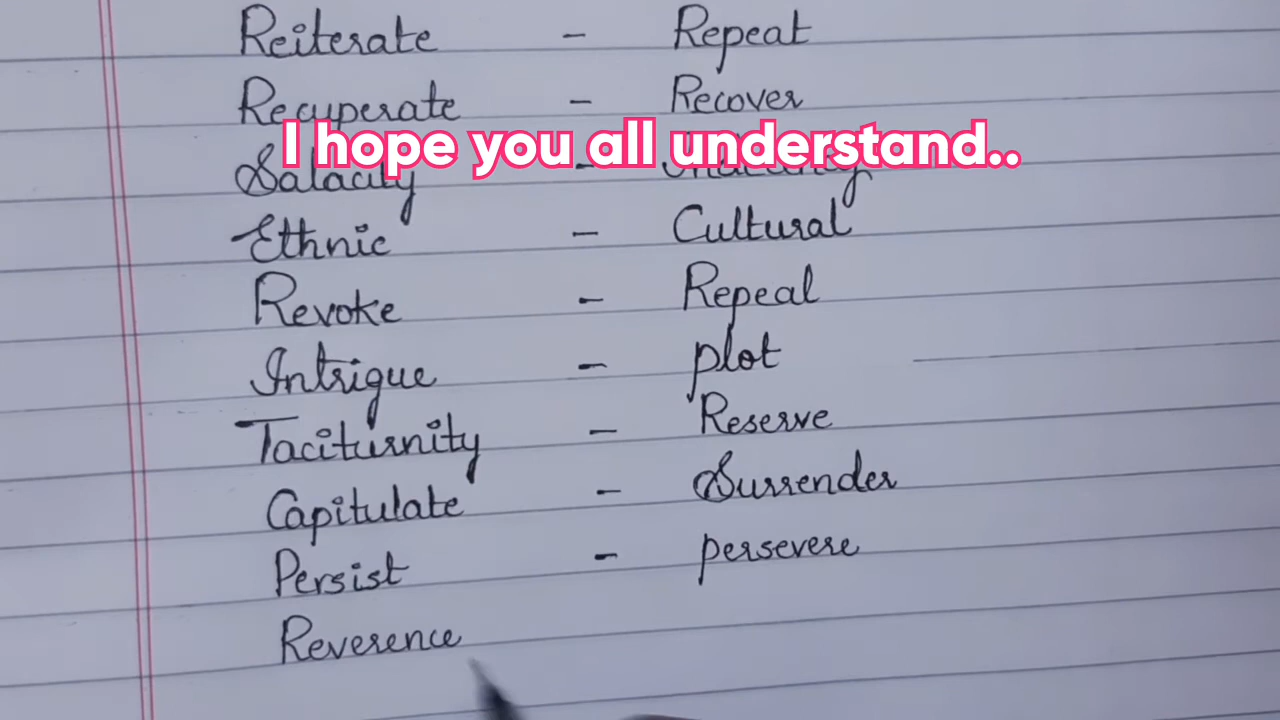 Reiterate - Repeat
Recuperate - Recover
I hope you all understand..
Salacity -
Ethnic - Cultural
Revoke - Repeal
Intrigue - plot
Taciturnity - Reserve
Capitulate - Surrender
Persist - persevere
Reverence